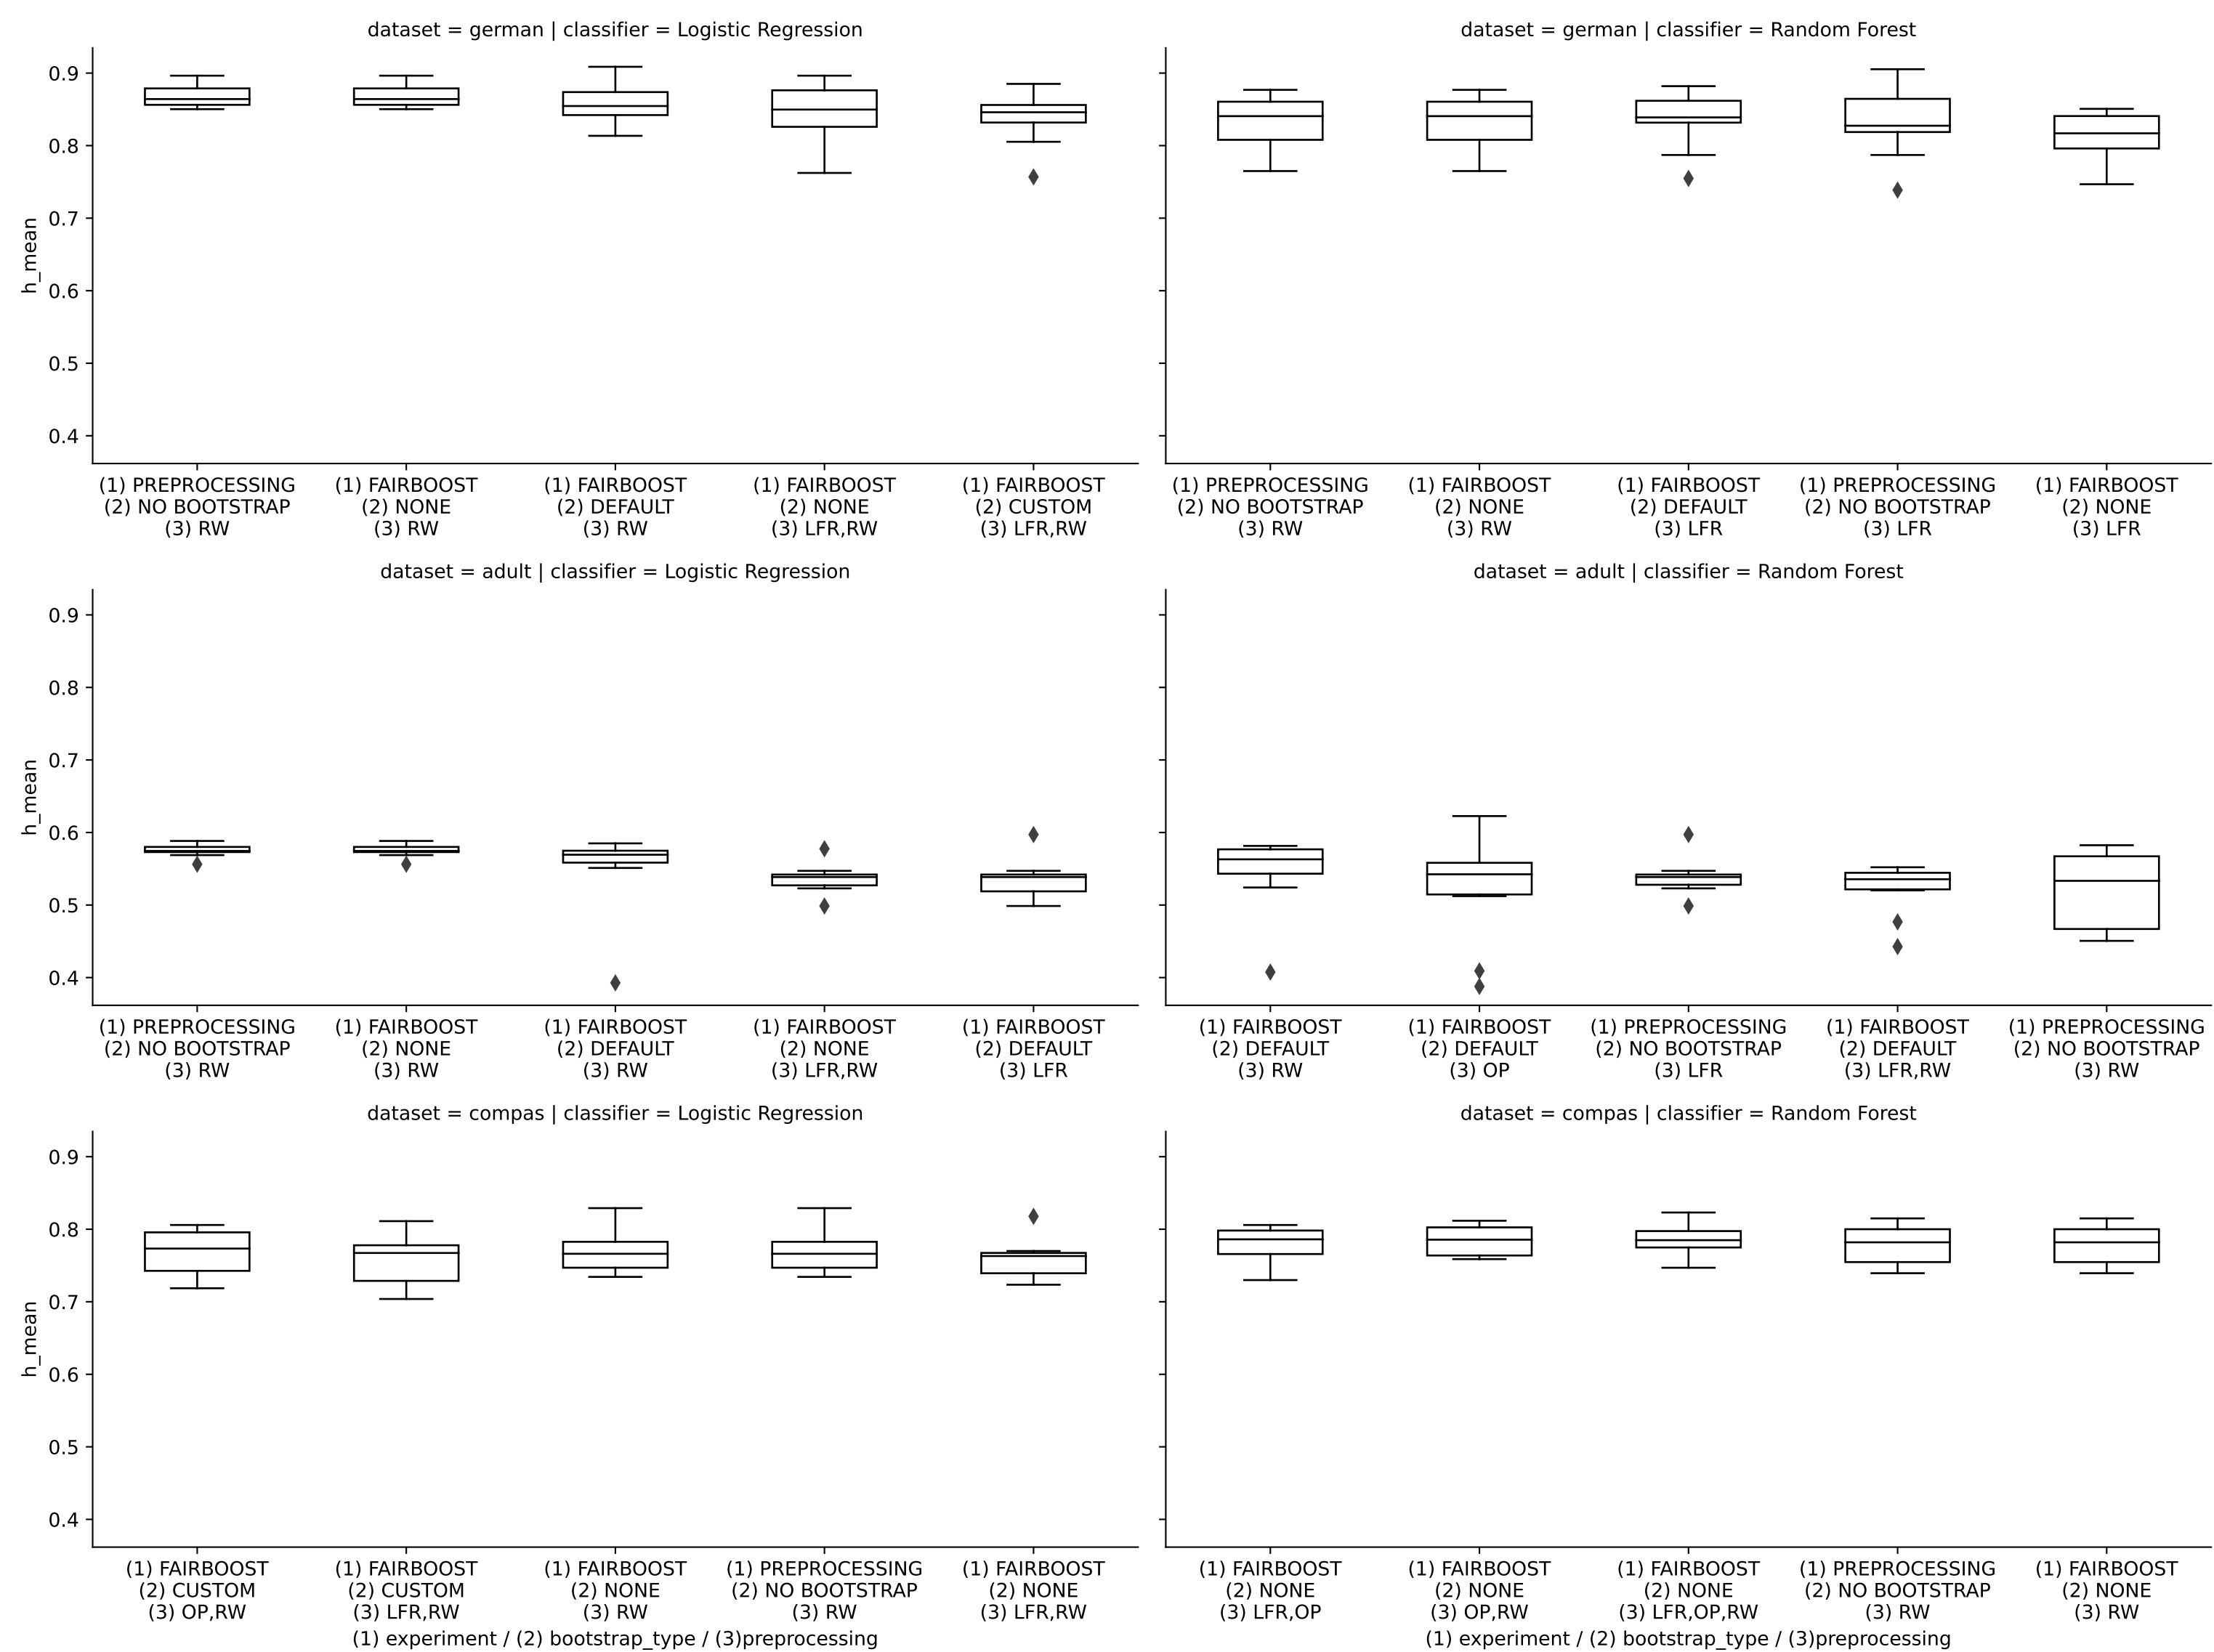 dataset = german | classifier = Logistic Regression
h_mean
0.9
0.8
0.7
0.6
0.5
0.4
(1) PREPROCESSING
(2) NO BOOTSTRAP
(3) RW
(1) FAIRBOOST
(2) NONE
(3) RW
(1) FAIRBOOST
(2) DEFAULT
(3) RW
(1) FAIRBOOST
(2) NONE
(3) LFR,RW
(1) FAIRBOOST
(2) CUSTOM
(3) LFR,RW
dataset = german | classifier = Random Forest
(1) PREPROCESSING
(2) NO BOOTSTRAP
(3) RW
(1) FAIRBOOST
(2) NONE
(3) RW
(1) FAIRBOOST
(2) DEFAULT
(3) LFR
(1) PREPROCESSING
(2) NO BOOTSTRAP
(3) LFR
(1) FAIRBOOST
(2) NONE
(3) LFR
dataset = adult | classifier = Logistic Regression
h_mean
0.9
0.8
0.7
0.6
0.5
0.4
(1) PREPROCESSING
(2) NO BOOTSTRAP
(3) RW
(1) FAIRBOOST
(2) NONE
(3) RW
(1) FAIRBOOST
(2) DEFAULT
(3) RW
(1) FAIRBOOST
(2) NONE
(3) LFR,RW
(1) FAIRBOOST
(2) DEFAULT
(3) LFR
dataset = adult | classifier = Random Forest
(1) FAIRBOOST
(2) DEFAULT
(3) RW
(1) FAIRBOOST
(2) DEFAULT
(3) OP
(1) PREPROCESSING
(2) NO BOOTSTRAP
(3) LFR
(1) FAIRBOOST
(2) DEFAULT
(3) LFR,RW
(1) PREPROCESSING
(2) NO BOOTSTRAP
(3) RW
dataset = compas | classifier = Logistic Regression
h_mean
0.9
0.8
0.7
0.6
0.5
0.4
(1) FAIRBOOST
(2) CUSTOM
(3) OP,RW
(1) FAIRBOOST
(2) CUSTOM
(3) LFR,RW
(1) FAIRBOOST
(2) NONE
(3) RW
(1) PREPROCESSING
(2) NO BOOTSTRAP
(3) RW
(1) FAIRBOOST
(2) NONE
(3) LFR,RW
(1) experiment / (2) bootstrap_type / (3)preprocessing
dataset = compas | classifier = Random Forest
(1) FAIRBOOST
(2) NONE
(3) LFR,OP
(1) FAIRBOOST
(2) NONE
(3) OP,RW
(1) FAIRBOOST
(2) NONE
(3) LFR,OP,RW
(1) PREPROCESSING
(2) NO BOOTSTRAP
(3) RW
(1) FAIRBOOST
(2) NONE
(3) RW
(1) experiment / (2) bootstrap_type / (3)preprocessing